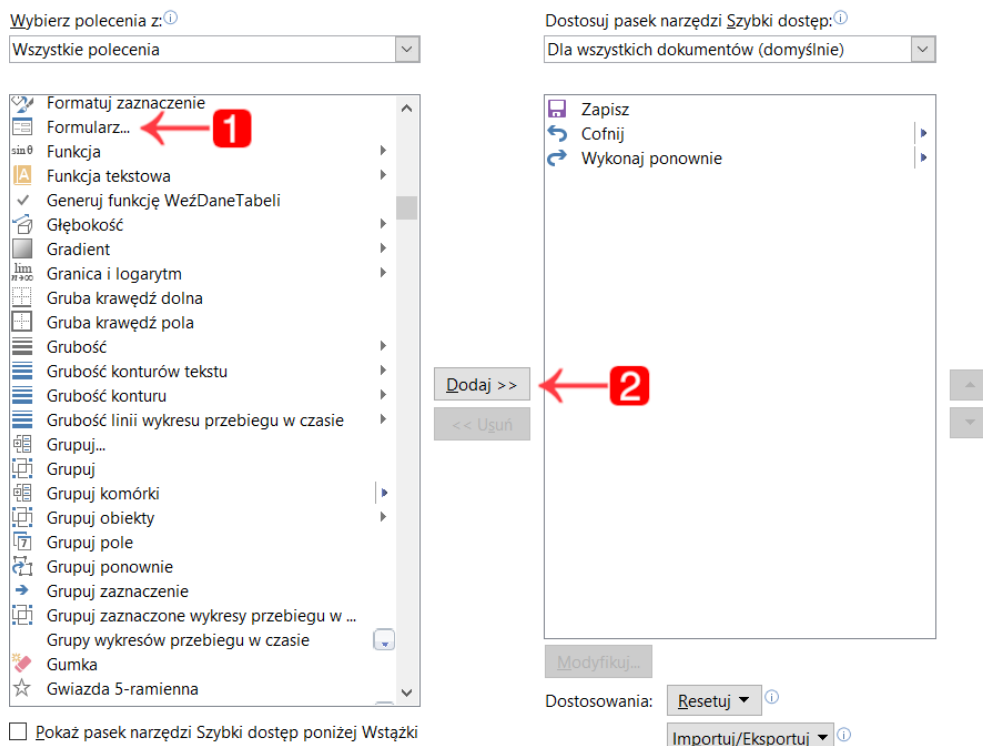 Wybierz polecenia z:
Wszystkie polecenia
Formatuj zaznaczenie
Formularz...
1
sinθ Funkcja
Funkcja tekstowa
Generuj funkcję WeźDaneTabeli
Głębokość
Gradient
lim n→∞ Granica i logarytm
Gruba krawędź dolna
Gruba krawędź pola
Grubość
Grubość konturów tekstu
Grubość konturu
Grubość linii wykresu przebiegu w czasie
Grupuj...
Grupuj
Grupuj komórki
Grupuj obiekty
Grupuj pole
Grupuj ponownie
Grupuj zaznaczenie
Grupuj zaznaczone wykresy przebiegu w ...
Grupy wykresów przebiegu w czasie
Gumka
Gwiazda 5-ramienna
Pokaż pasek narzędzi Szybki dostęp poniżej Wstążki
Dodaj >>
2
<< Usuń
Dostosuj pasek narzędzi Szybki dostęp:
Dla wszystkich dokumentów (domyślnie)
Zapisz
Cofnij
Wykonaj ponownie
Modyfikuj...
Dostosowania: Resetuj
Importuj/Eksportuj